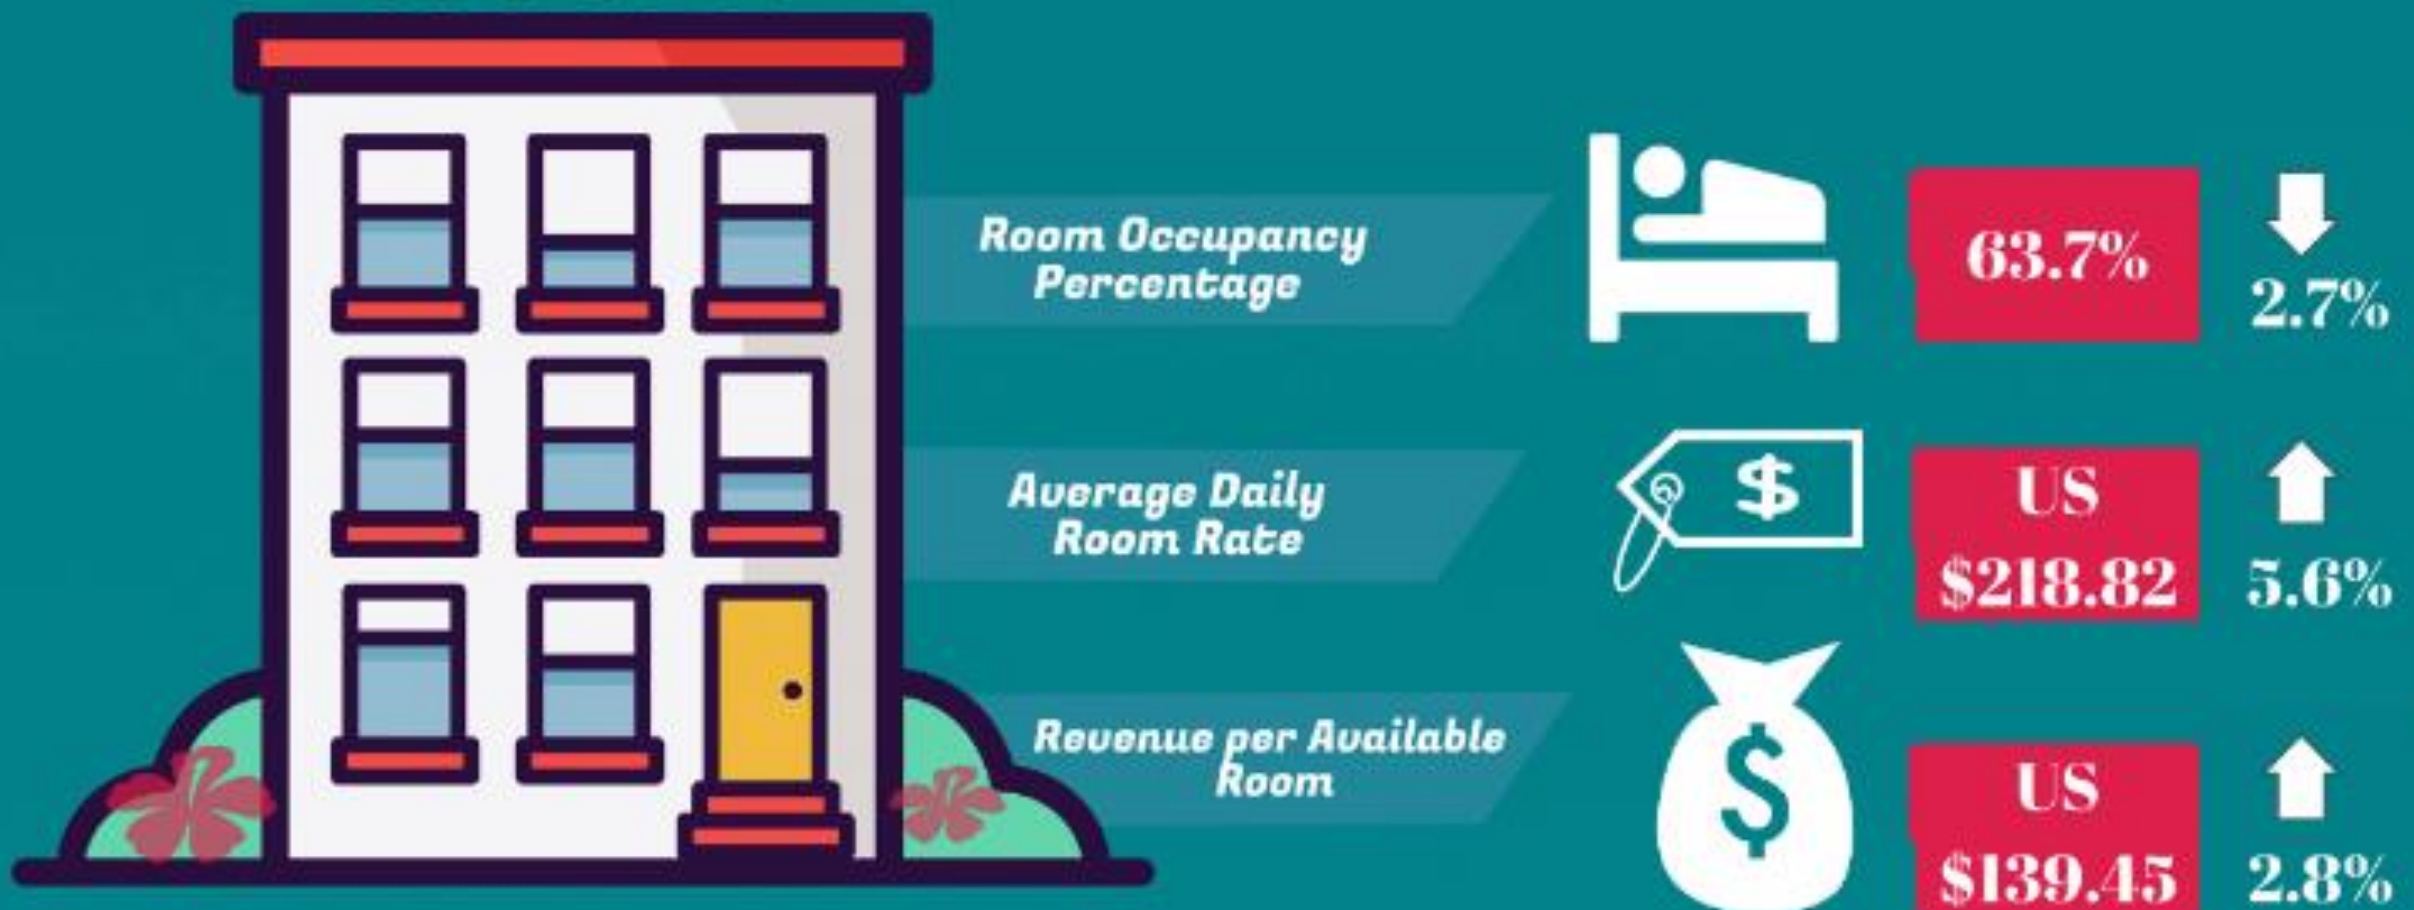 Room Occupancy
Percentage
63.7%
2.7%
Average Daily
Room Rate
$
US
$218.82
5.6%
Revenue per Available
Room
$
US
$139.45
2.8%